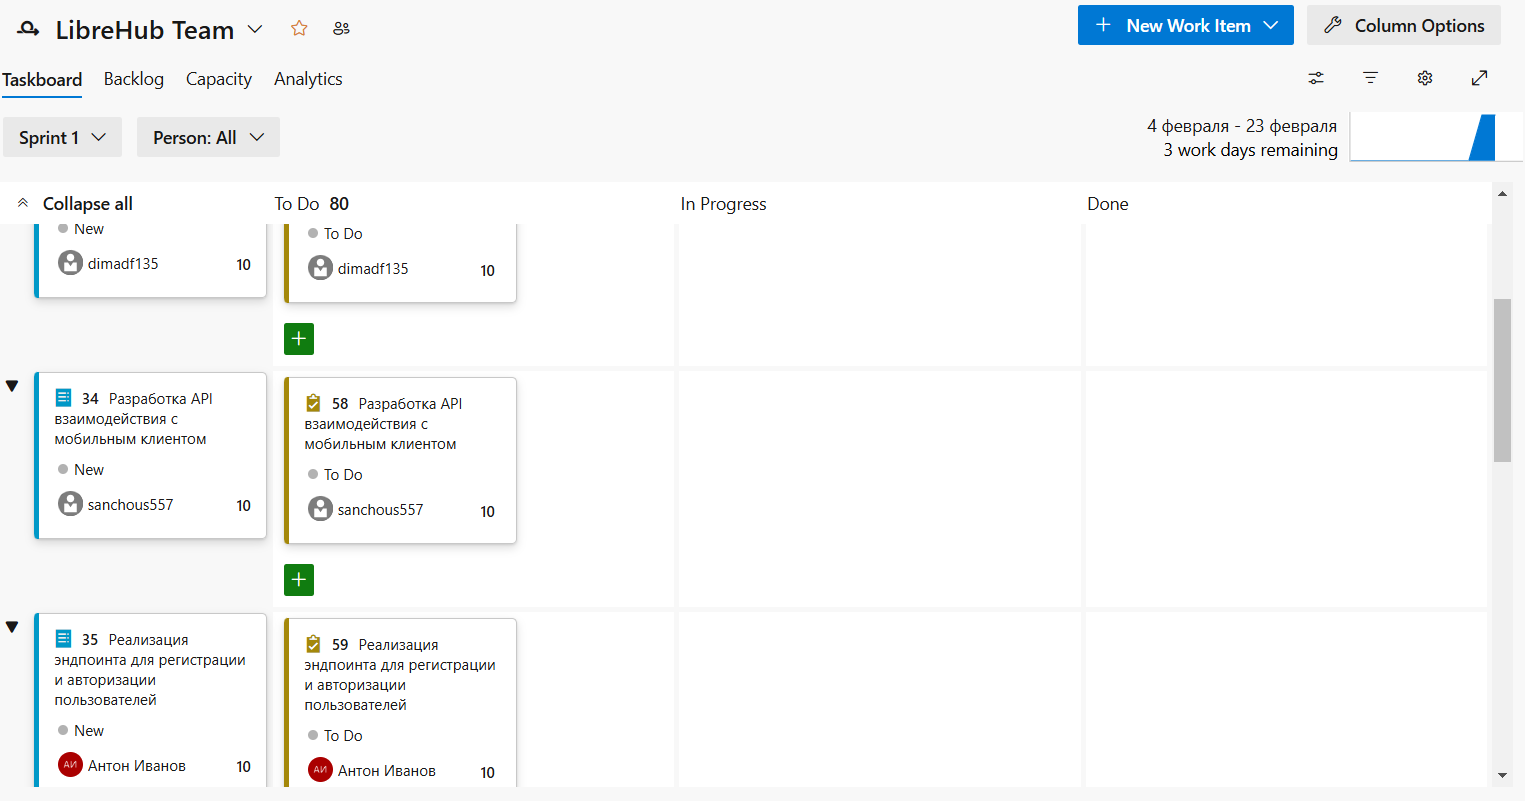 LibreHub Team
+ New Work Item
Column Options
Taskboard Backlog Capacity Analytics
Sprint 1
Person: All
4 февраля - 23 февраля
3 work days remaining
Collapse all
To Do 80
In Progress
Done
New
dimadf135 10
To Do
dimadf135 10
+
34 Разработка API
взаимодействия с
мобильным клиентом
New
sanchous557 10
58 Разработка API
взаимодействия с
мобильным клиентом
To Do
sanchous557 10
+
35 Реализация
эндпоинта для регистрации
и авторизации
пользователей
New
АИ Антон Иванов 10
59 Реализация
эндпоинта для регистрации
и авторизации
пользователей
To Do
АИ Антон Иванов 10